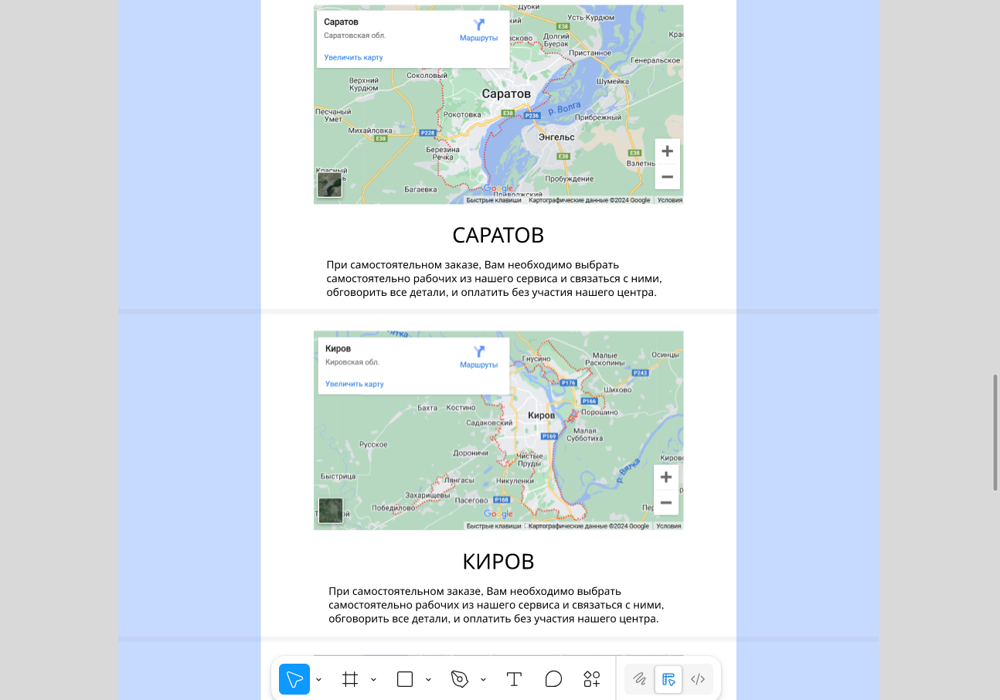 Дубки
Усть-Курдюм
Саратов
Саратовская обл.
Маршруты
Увеличить карту
E38
Долгий
Буерак
Пристанное
Генеральское
Соколовый
Верхний
Курдюм
Шумейка
Саратов
р. Волга
Песчаный
Умет
Рокотовка
E38
P236
Прибрежный
Михайловка
E38
P228
Энгельс
Березина
Речка
E38
E38
Пробуждение
Красный
Багаевка
Google
Приволжский
Быстрые клавиши
Картографические данные ©2024 Google
Условия
САРАТОВ
При самостоятельном заказе, Вам необходимо выбрать
самостоятельно рабочих из нашего сервиса и связаться с ними,
обговорить все детали, и оплатить без участия нашего центра.
Киров
Кировская обл.
Маршруты
Увеличить карту
Гнусино
Малые
Раскопины
Осинцы
P243
P176
Шихово
P166
Порошино
Бахта
Костино
Киров
Садаковский
P169
Малая
Субботиха
Русское
Дороничи
Чистые
Пруды
р. Вятка
Быстрица
Лянгасы
Никуленки
Захарищевы
Пасегово
P168
Победилово
Google
Быстрые клавиши
Картографические данные ©2024 Google
Условия
КИРОВ
При самостоятельном заказе, Вам необходимо выбрать
самостоятельно рабочих из нашего сервиса и связаться с ними,
обговорить все детали, и оплатить без участия нашего центра.